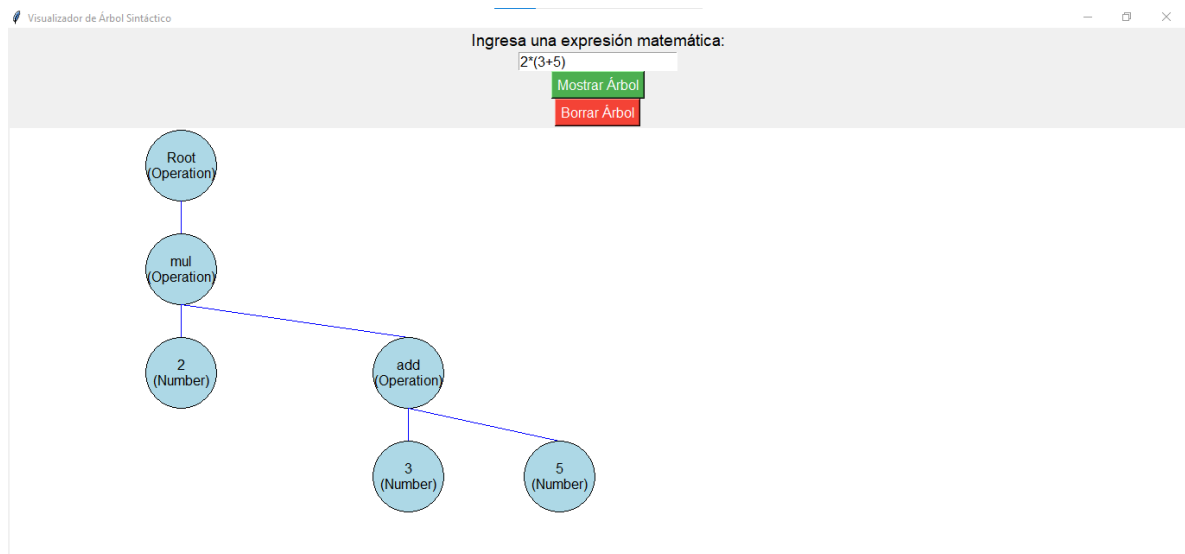 Visualizador de Árbol Sintáctico
Ingresa una expresión matemática:
2*(3+5)
Mostrar Árbol
Borrar Árbol
Root
(Operation)
mul
(Operation)
2
(Number)
add
(Operation)
3
(Number)
5
(Number)